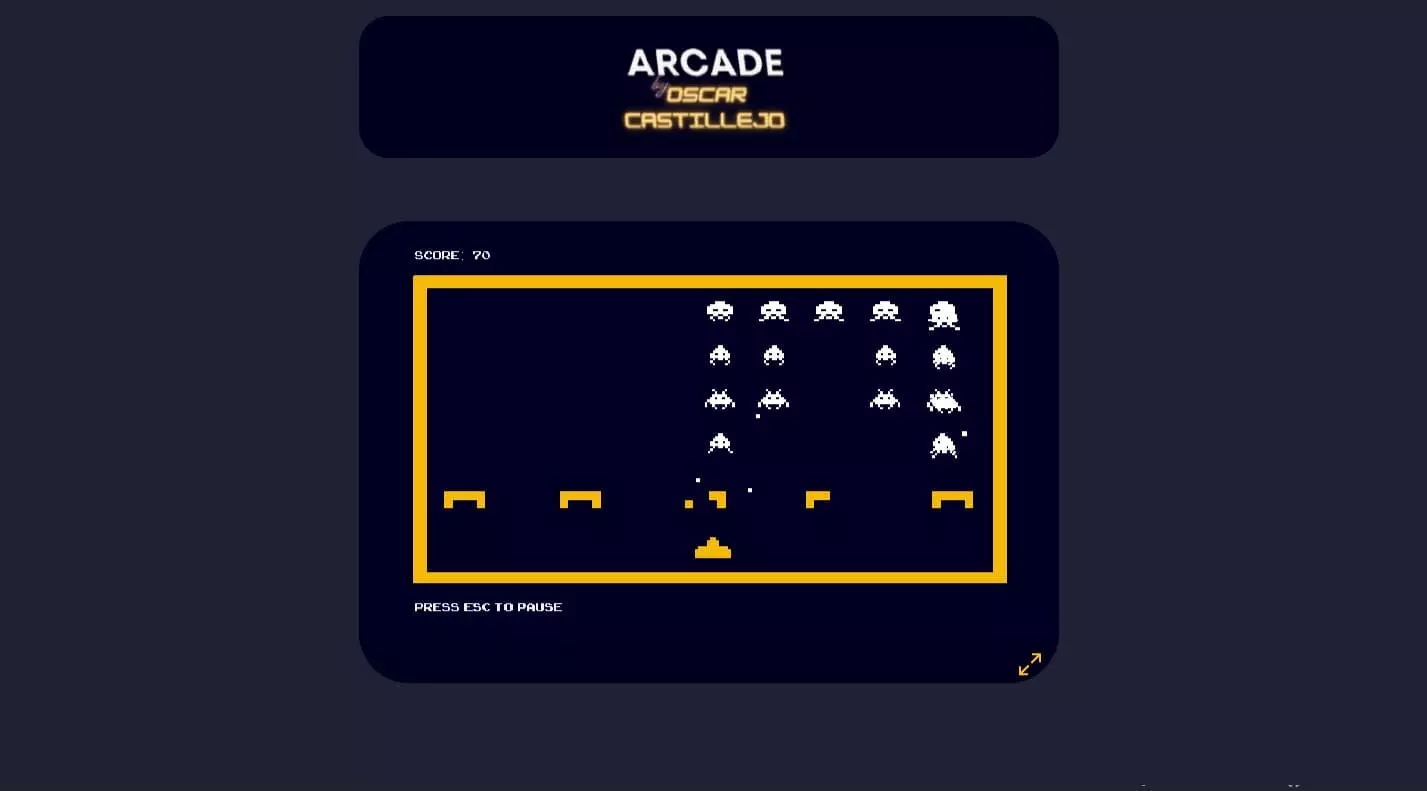 ARCADE
by OSCAR
CASTILLEJO
SCORE: 70
PRESS ESC TO PAUSE